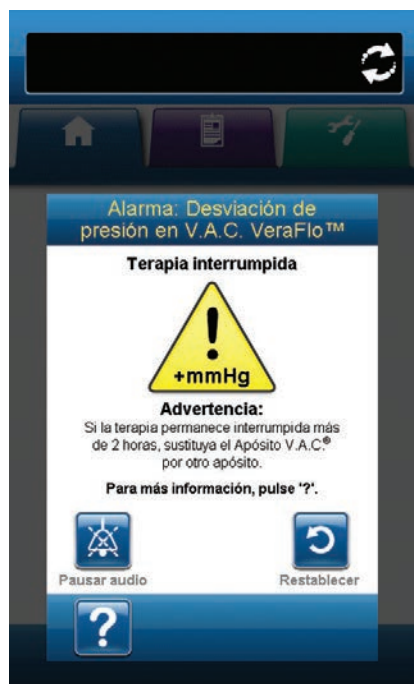 Alarma: Desviación de
presión en V.A.C. VeraFlo™
Terapia interrumpida
!
+mmHg
Advertencia:
Si la terapia permanece interrumpida más
de 2 horas, sustituya el Apósito V.A.C.®
por otro apósito.
Para más información, pulse '?'.
Pausar audio
Restablecer
?